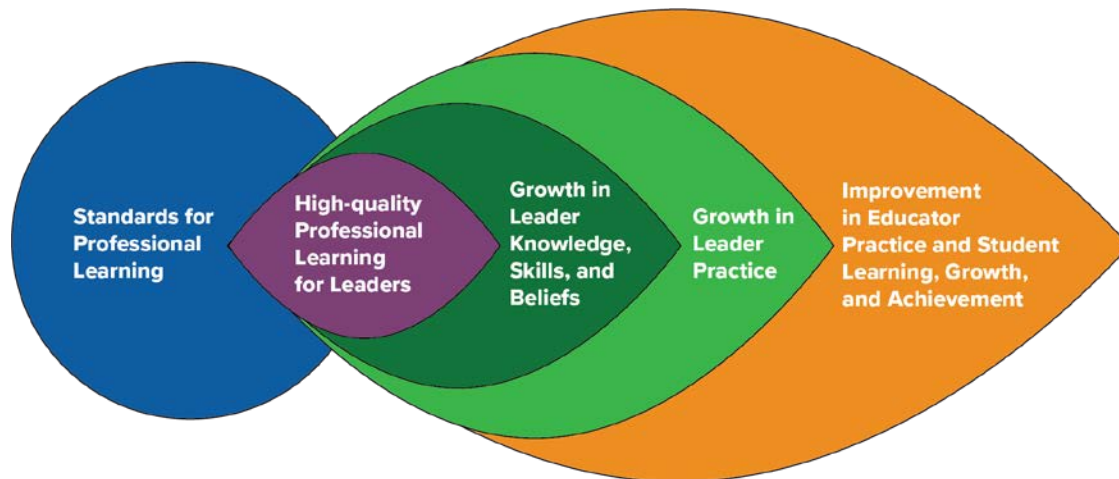 Standards for
Professional
Learning
High-quality
Professional
Learning
for Leaders
Growth in
Leader
Knowledge,
Skills, and
Beliefs
Growth in
Leader
Practice
Improvement
in Educator
Practice and Student
Learning, Growth,
and Achievement